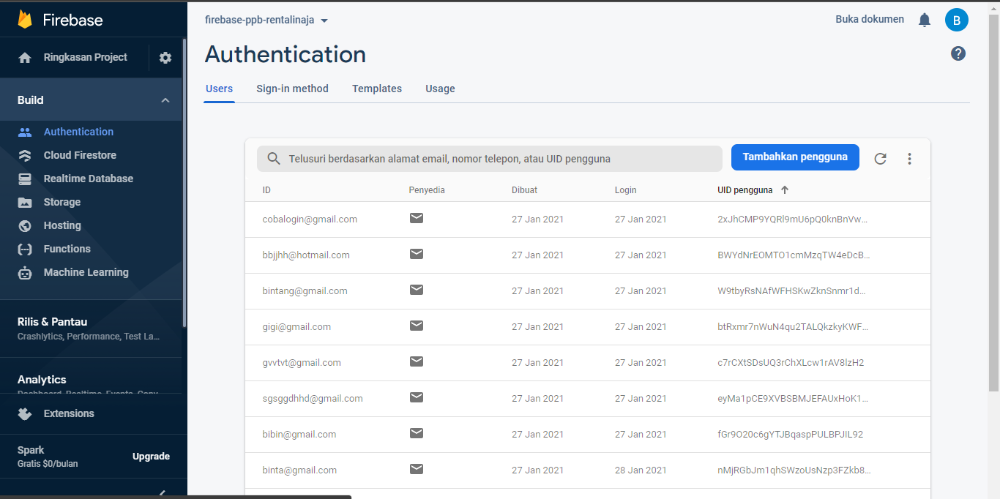 Firebase
Ringkasan Project
Build
Authentication
Cloud Firestore
Realtime Database
Storage
Hosting
Functions
Machine Learning
Rilis & Pantau
Crashlytics, Performance, Test La...
Analytics
Dashboard, Realtime, Events, Conv...
Extensions
Spark
Gratis $0/bulan
Upgrade
firebase-ppb-rentalinaja
Buka dokumen
B
Authentication
?
Users Sign-in method Templates Usage
Telusuri berdasarkan alamat email, nomor telepon, atau UID pengguna
Tambahkan pengguna
ID Penyedia Dibuat Login UID pengguna
cobalogin@gmail.com 27 Jan 2021 27 Jan 2021 2xJhCMP9YQRl9mU6pQ0knBnVw...
bbjjhh@hotmail.com 27 Jan 2021 27 Jan 2021 BWYdNrEOMTO1cmMzqTW4eDcB...
bintang@gmail.com 27 Jan 2021 27 Jan 2021 W9tbyRsNAfWFHSKwZknSnmr1d...
gigi@gmail.com 27 Jan 2021 27 Jan 2021 btRxmr7nWuN4qu2TALQkzkyKWF...
gvvtvt@gmail.com 27 Jan 2021 27 Jan 2021 c7rCXtSDsUQ3rChXLcw1rAV8lzH2
sgsggdhhd@gmail.com 27 Jan 2021 27 Jan 2021 eyMa1pCE9XVBSBMJEFAUxHoK1...
bibin@gmail.com 27 Jan 2021 27 Jan 2021 fGr9O20c6gYTJBqaspPULBPJIL92
binta@gmail.com 27 Jan 2021 28 Jan 2021 nMjRGbJm1qhSWzoUsNzp3FZkb8...